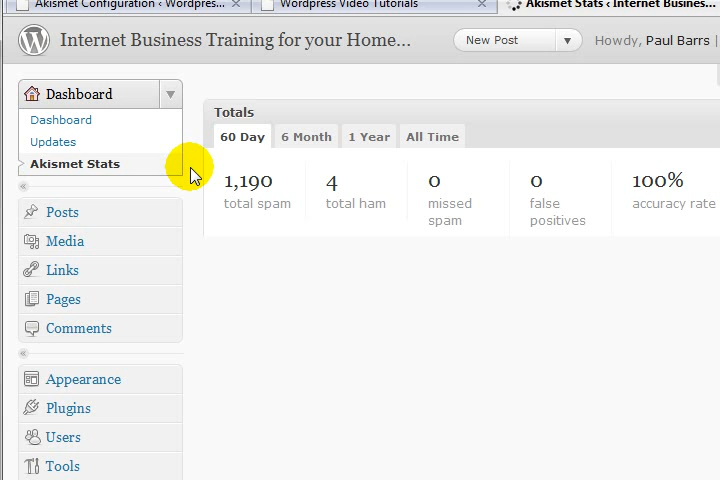 Akismet Configuration ‹ Wordpres...
Wordpress Video Tutorials
Akismet Stats ‹ Internet Busines...
Internet Business Training for your Home...
New Post
Howdy, Paul Barrs |
Dashboard
Dashboard
Updates
Akismet Stats
Posts
Media
Links
Pages
Comments
Appearance
Plugins
Users
Tools
Totals
60 Day 6 Month 1 Year All Time
1,190 4 0 0 100%
total spam total ham missed false accuracy rate
spam positives